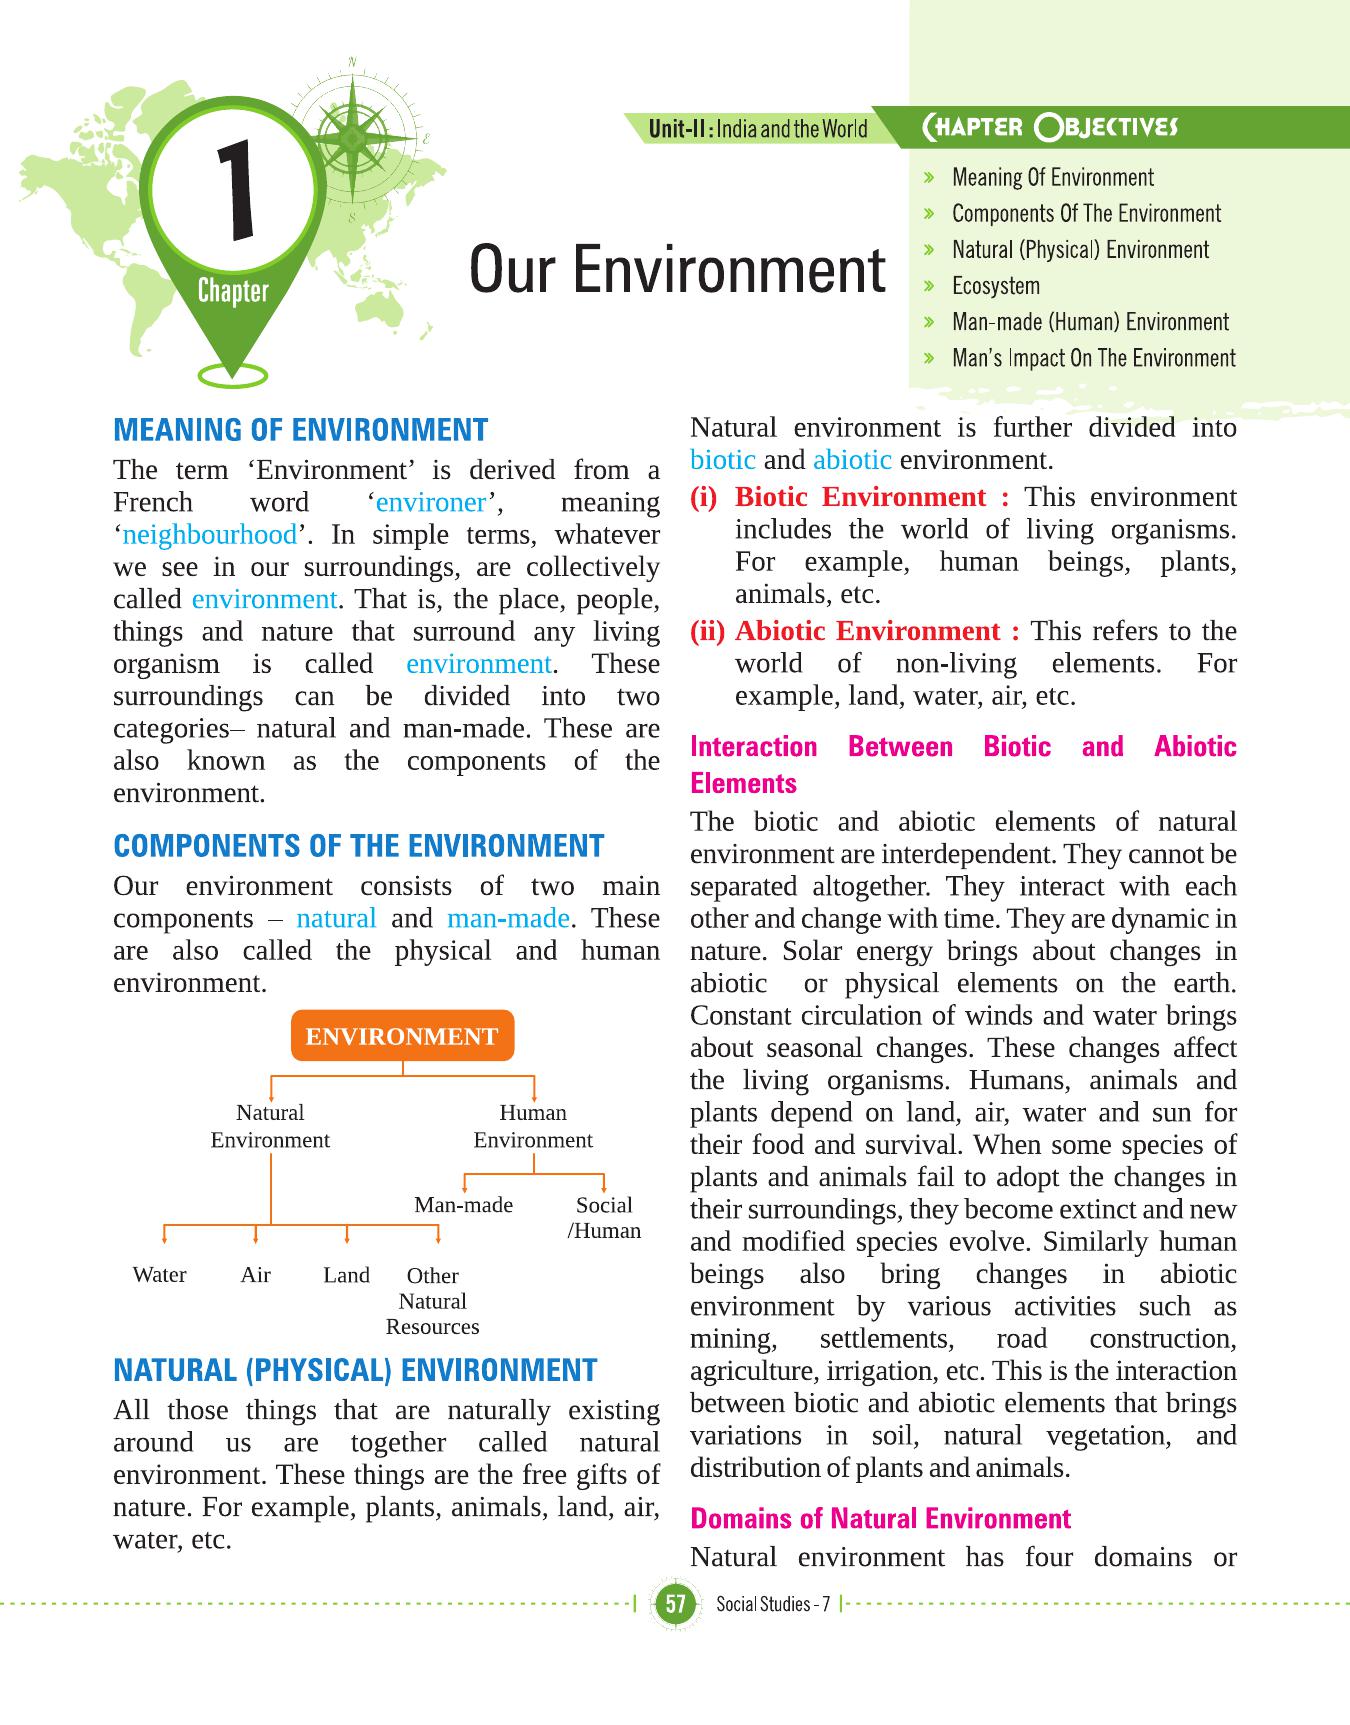 N
E
S
1
Chapter
Unit-II : India and the World
Our Environment
CHAPTER OBJECTIVES
» Meaning Of Environment
» Components Of The Environment
» Natural (Physical) Environment
» Ecosystem
» Man-made (Human) Environment
» Man's Impact On The Environment
MEANING OF ENVIRONMENT
The term ‘Environment’ is derived from a
French word ‘environer’, meaning
‘neighbourhood’. In simple terms, whatever
we see in our surroundings, are collectively
called environment. That is, the place, people,
things and nature that surround any living
organism is called environment. These
surroundings can be divided into two
categories– natural and man-made. These are
also known as the components of the
environment.
COMPONENTS OF THE ENVIRONMENT
Our environment consists of two main
components – natural and man-made. These
are also called the physical and human
environment.
ENVIRONMENT
Natural
Environment
Human
Environment
Man-made
Social
/Human
Water
Air
Land
Other
Natural
Resources
NATURAL (PHYSICAL) ENVIRONMENT
All those things that are naturally existing
around us are together called natural
environment. These things are the free gifts of
nature. For example, plants, animals, land, air,
water, etc.
Natural environment is further divided into
biotic and abiotic environment.
(i) Biotic Environment : This environment
includes the world of living organisms.
For example, human beings, plants,
animals, etc.
(ii) Abiotic Environment : This refers to the
world of non-living elements. For
example, land, water, air, etc.
Interaction Between Biotic and Abiotic
Elements
The biotic and abiotic elements of natural
environment are interdependent. They cannot be
separated altogether. They interact with each
other and change with time. They are dynamic in
nature. Solar energy brings about changes in
abiotic or physical elements on the earth.
Constant circulation of winds and water brings
about seasonal changes. These changes affect
the living organisms. Humans, animals and
plants depend on land, air, water and sun for
their food and survival. When some species of
plants and animals fail to adopt the changes in
their surroundings, they become extinct and new
and modified species evolve. Similarly human
beings also bring changes in abiotic
environment by various activities such as
mining, settlements, road construction,
agriculture, irrigation, etc. This is the interaction
between biotic and abiotic elements that brings
variations in soil, natural vegetation, and
distribution of plants and animals.
Domains of Natural Environment
Natural environment has four domains or
57
Social Studies - 7